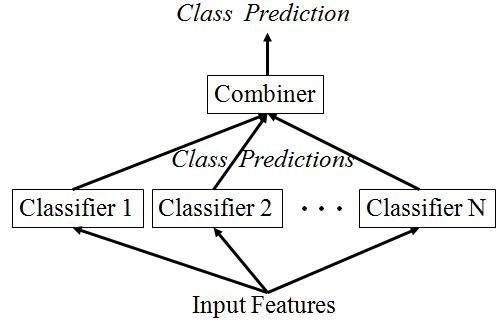 Class Prediction
Combiner
Class Predictions
Classifier 1 Classifier 2 · · · Classifier N
Input Features